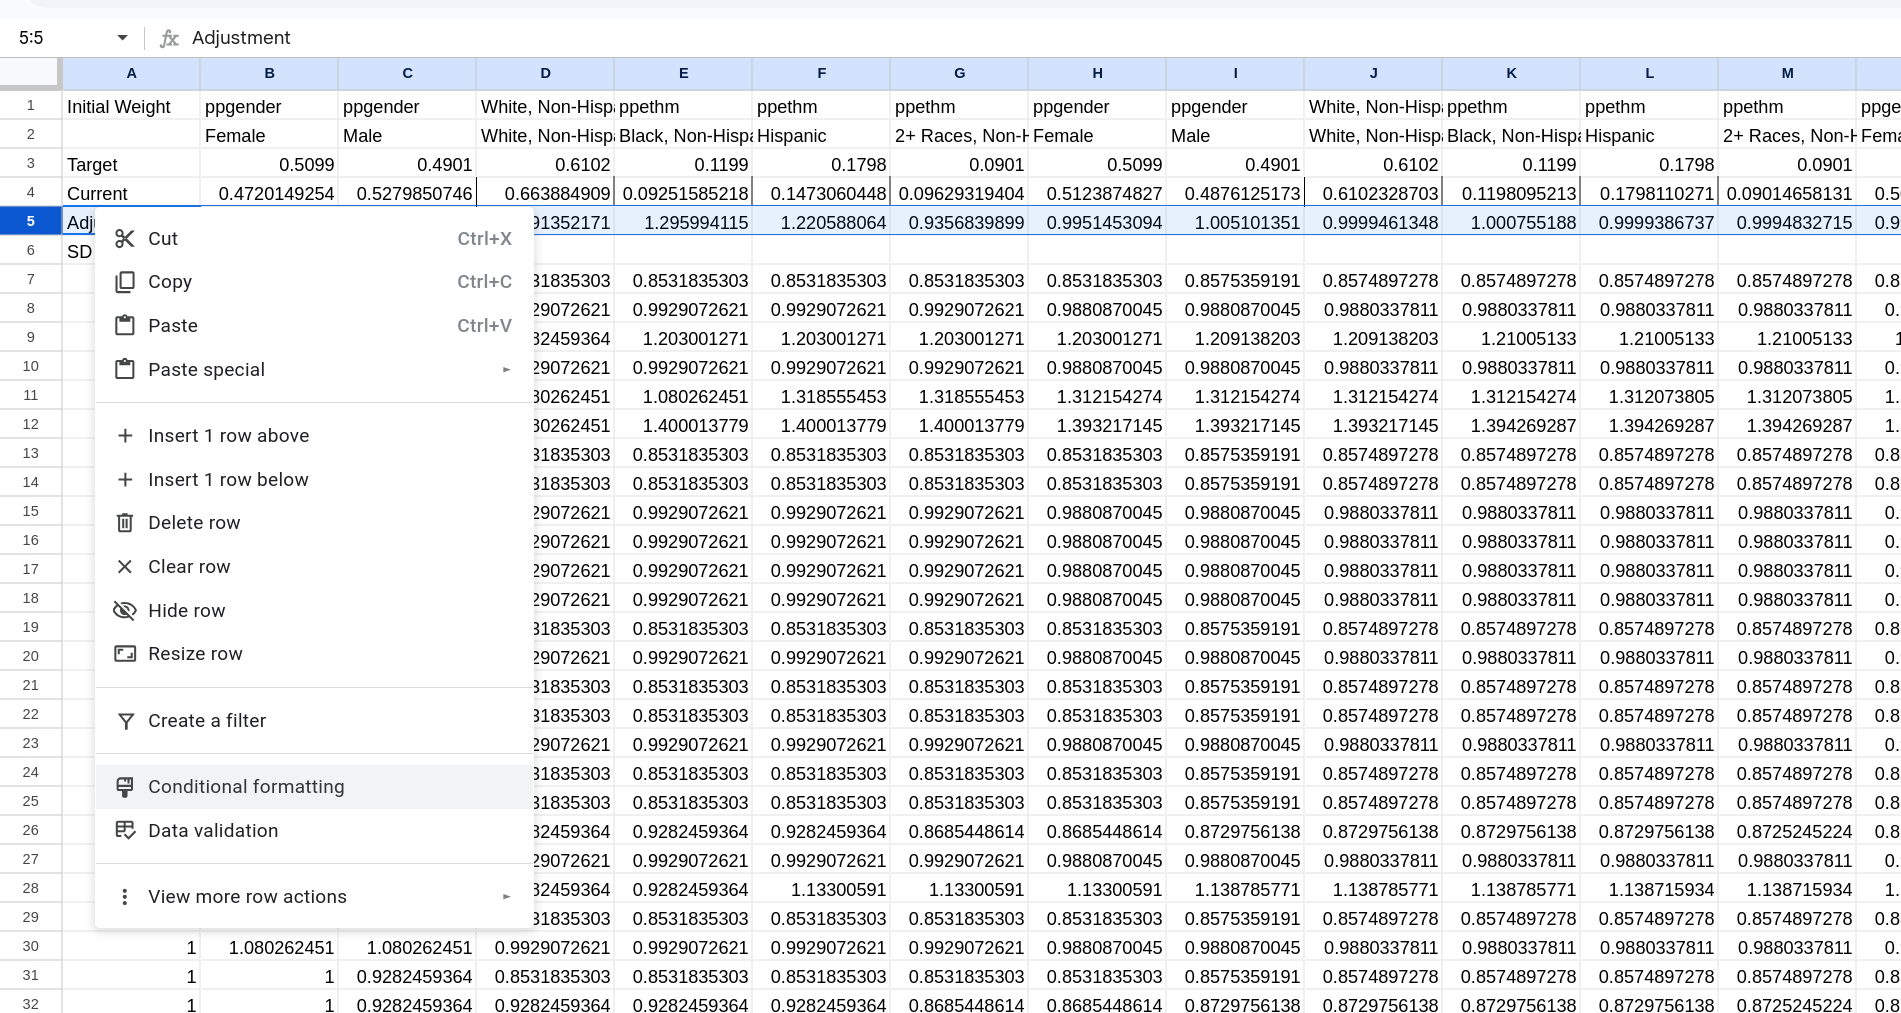 5:5 fx Adjustment
A B C D E F G H I J K L M
1 Initial Weight ppgender ppgender White, Non-Hispa ppethm ppethm ppethm ppgender ppgender White, Non-Hispa ppethm ppethm ppethm ppge
2 Female Male White, Non-Hispa Black, Non-Hispa Hispanic 2+ Races, Non-H Female Male White, Non-Hispa Black, Non-Hispa Hispanic 2+ Races, Non-H Fema
3 Target 0.5099 0.4901 0.6102 0.1199 0.1798 0.0901 0.5099 0.4901 0.6102 0.1199 0.1798 0.0901
4 Current 0.4720149254 0.5279850746 0.663884909 0.09251585218 0.1473060448 0.09629319404 0.5123874827 0.4876125173 0.6102328703 0.1198095213 0.1798110271 0.09014658131 0.50
5 Adj 91352171 1.295994115 1.220588064 0.9356839899 0.9951453094 1.005101351 0.9999461348 1.000755188 0.9999386737 0.9994832715 0.9
6 SD
Cut Ctrl+X
7 31835303 0.8531835303 0.8531835303 0.8531835303 0.8531835303 0.8575359191 0.8574897278 0.8574897278 0.8574897278 0.8574897278 0.8
Copy Ctrl+C
8 29072621 0.9929072621 0.9929072621 0.9929072621 0.9880870045 0.9880870045 0.9880337811 0.9880337811 0.9880337811 0.9880337811 0.
Paste Ctrl+V
9 82459364 1.203001271 1.203001271 1.203001271 1.203001271 1.209138203 1.209138203 1.21005133 1.21005133 1.21005133 1
Paste special
10 29072621 0.9929072621 0.9929072621 0.9929072621 0.9880870045 0.9880870045 0.9880337811 0.9880337811 0.9880337811 0.9880337811 0.
11 80262451 1.080262451 1.318555453 1.318555453 1.312154274 1.312154274 1.312154274 1.312154274 1.312073805 1.312073805 1.
12 80262451 1.400013779 1.400013779 1.400013779 1.393217145 1.393217145 1.393217145 1.394269287 1.394269287 1.394269287 1.
Insert 1 row above
13 31835303 0.8531835303 0.8531835303 0.8531835303 0.8531835303 0.8575359191 0.8574897278 0.8574897278 0.8574897278 0.8574897278 0.8
Insert 1 row below
14 31835303 0.8531835303 0.8531835303 0.8531835303 0.8531835303 0.8575359191 0.8574897278 0.8574897278 0.8574897278 0.8574897278 0.8
15 29072621 0.9929072621 0.9929072621 0.9929072621 0.9880870045 0.9880870045 0.9880337811 0.9880337811 0.9880337811 0.9880337811 0.
Delete row
16 29072621 0.9929072621 0.9929072621 0.9929072621 0.9880870045 0.9880870045 0.9880337811 0.9880337811 0.9880337811 0.9880337811 0.
Clear row
17 29072621 0.9929072621 0.9929072621 0.9929072621 0.9880870045 0.9880870045 0.9880337811 0.9880337811 0.9880337811 0.9880337811 0.
18 29072621 0.9929072621 0.9929072621 0.9929072621 0.9880870045 0.9880870045 0.9880337811 0.9880337811 0.9880337811 0.9880337811 0.
Hide row
19 31835303 0.8531835303 0.8531835303 0.8531835303 0.8531835303 0.8575359191 0.8574897278 0.8574897278 0.8574897278 0.8574897278 0.8
Resize row
20 29072621 0.9929072621 0.9929072621 0.9929072621 0.9880870045 0.9880870045 0.9880337811 0.9880337811 0.9880337811 0.9880337811 0.
21 31835303 0.8531835303 0.8531835303 0.8531835303 0.8531835303 0.8575359191 0.8574897278 0.8574897278 0.8574897278 0.8574897278 0.8
22 31835303 0.8531835303 0.8531835303 0.8531835303 0.8531835303 0.8575359191 0.8574897278 0.8574897278 0.8574897278 0.8574897278 0.8
Create a filter
23 29072621 0.9929072621 0.9929072621 0.9929072621 0.9880870045 0.9880870045 0.9880337811 0.9880337811 0.9880337811 0.9880337811 0.
24 31835303 0.8531835303 0.8531835303 0.8531835303 0.8531835303 0.8575359191 0.8574897278 0.8574897278 0.8574897278 0.8574897278 0.8
Conditional formatting
25 31835303 0.8531835303 0.8531835303 0.8531835303 0.8531835303 0.8575359191 0.8574897278 0.8574897278 0.8574897278 0.8574897278 0.8
Data validation
26 82459364 0.9282459364 0.9282459364 0.8685448614 0.8685448614 0.8729756138 0.8729756138 0.8729756138 0.8729756138 0.8725245224 0.8
27 29072621 0.9929072621 0.9929072621 0.9929072621 0.9880870045 0.9880870045 0.9880337811 0.9880337811 0.9880337811 0.9880337811 0.
28 82459364 0.9282459364 1.13300591 1.13300591 1.13300591 1.138785771 1.138785771 1.138785771 1.138715934 1.138715934 1.
View more row actions
29 31835303 0.8531835303 0.8531835303 0.8531835303 0.8531835303 0.8575359191 0.8574897278 0.8574897278 0.8574897278 0.8574897278 0.8
30 1 1.080262451 1.080262451 0.9929072621 0.9929072621 0.9929072621 0.9929072621 0.9880870045 0.9880870045 0.9880337811 0.9880337811 0.9880337811 0.9880337811 0.
31 1 1 0.9282459364 0.8531835303 0.8531835303 0.8531835303 0.8531835303 0.8531835303 0.8575359191 0.8574897278 0.8574897278 0.8574897278 0.8574897278 0.8
32 1 1 0.9282459364 0.9282459364 0.9282459364 0.9282459364 0.8685448614 0.8685448614 0.8729756138 0.8729756138 0.8729756138 0.8729756138 0.8725245224 0.8